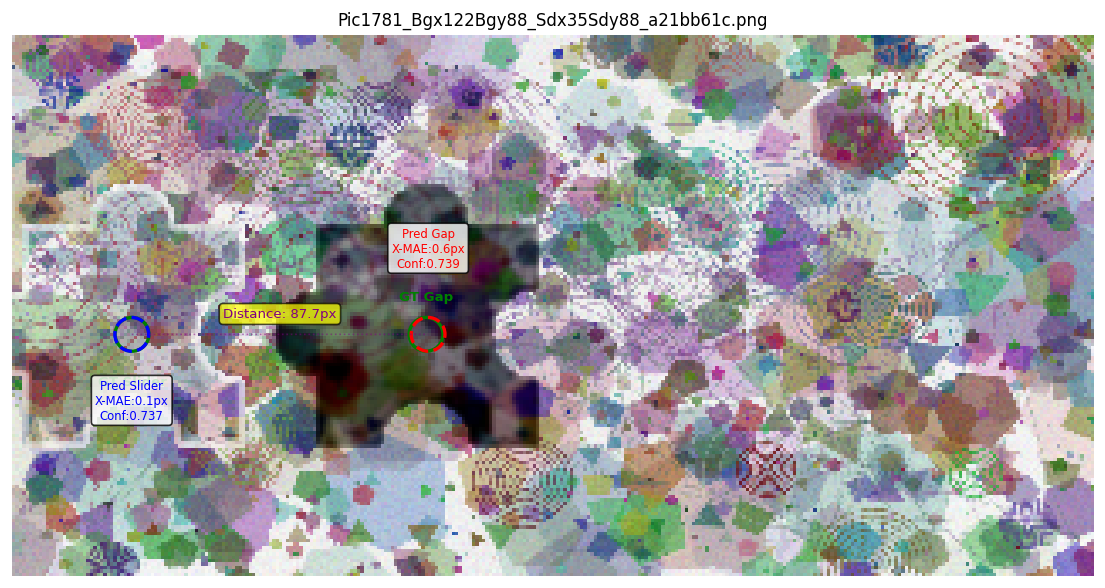 Pic1781_Bgx122Bgy88_Sdx35Sdy88_a21bb61c.png
Pred Gap
X-MAE:0.6px
Conf:0.739
GT Gap
Distance: 87.7px
Pred Slider
X-MAE:0.1px
Conf:0.737